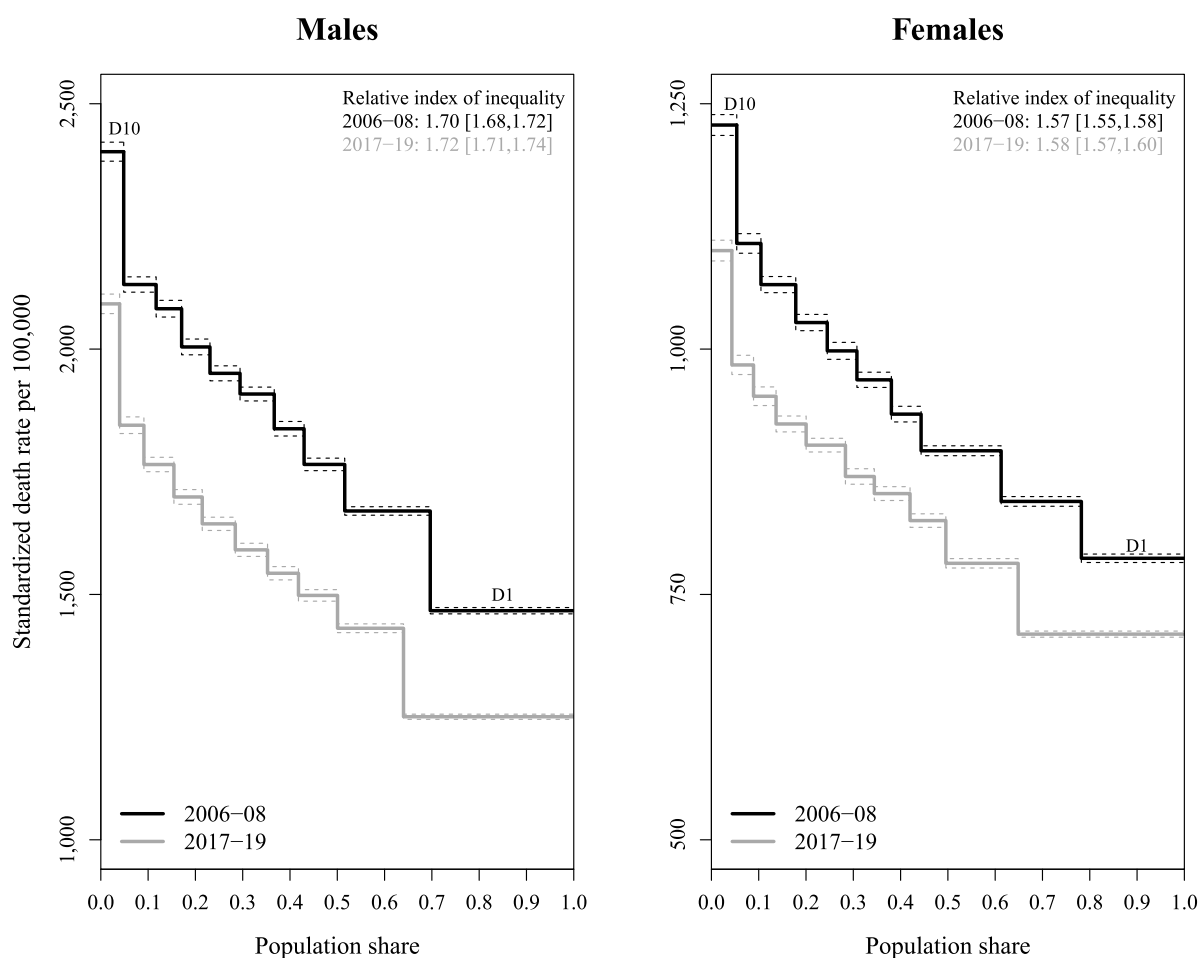 Males
Females
Standardized death rate per 100,000
2,500
2,000
1,500
1,000
D10
Relative index of inequality
2006−08: 1.70 [1.68,1.72]
2017−19: 1.72 [1.71,1.74]
D1
2006−08
2017−19
0.0 0.1 0.2 0.3 0.4 0.5 0.6 0.7 0.8 0.9 1.0
Population share
1,250
1,000
750
500
D10
Relative index of inequality
2006−08: 1.57 [1.55,1.58]
2017−19: 1.58 [1.57,1.60]
D1
2006−08
2017−19
0.0 0.1 0.2 0.3 0.4 0.5 0.6 0.7 0.8 0.9 1.0
Population share